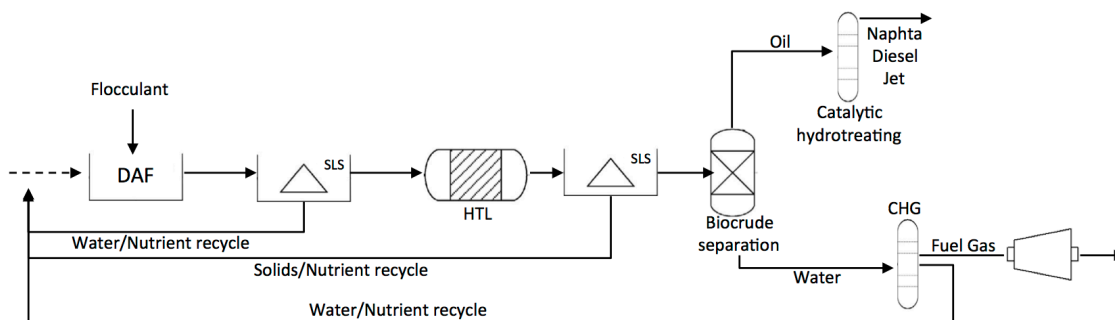 Flocculant
DAF
SLS
HTL
SLS
Oil
Naphta
Diesel
Jet
Catalytic
hydrotreating
Biocrude
separation
Water
CHG
Fuel Gas
Water/Nutrient recycle
Solids/Nutrient recycle
Water/Nutrient recycle